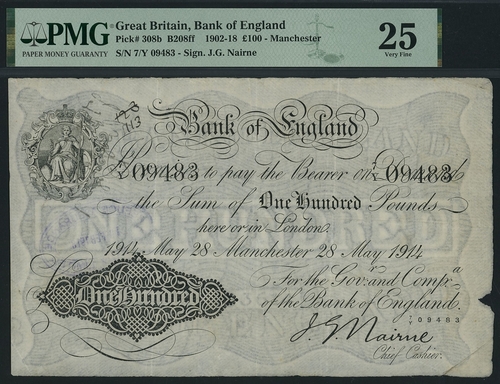 PMG
PAPER MONEY GUARANTY
Great Britain, Bank of England
Pick# 308b B208ff 1902-18 £100 - Manchester
S/N 7/Y 09483 - Sign. J.G. Nairne
25
Very Fine
Bank of England
09483 to pay the Bearer on 09483
the Sum of One Hundred Pounds
here or in London.
1914 May 28 Manchester 28 May 1914
For the Govr. and Compa.
of the Bank of England.
One Hundred
09483
J. G. Nairne
Chief Cashier.